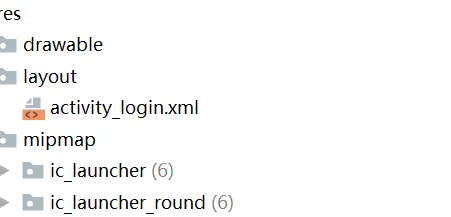 res
drawable
layout
activity_login.xml
mipmap
ic_launcher (6)
ic_launcher_round (6)